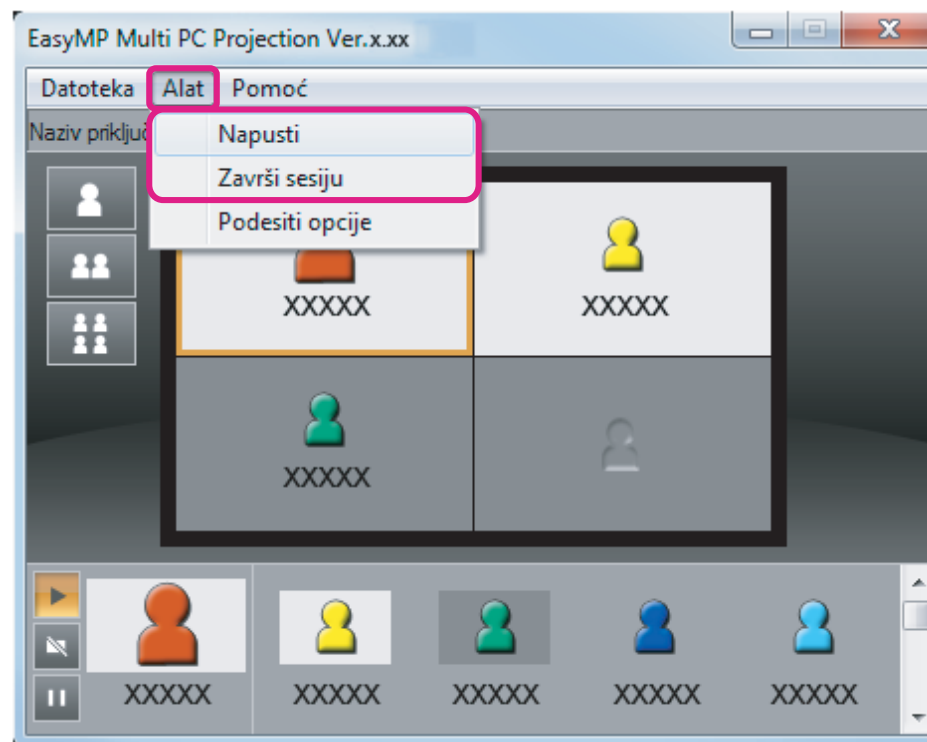 EasyMP Multi PC Projection Ver.x.xx
Datoteka Alat Pomoć
Naziv
Napusti
Završi sesiju
Podesiti opcije
XXXXX XXXXX
XXXXX
XXXXX XXXXX XXXXX XXXXX XXXXX